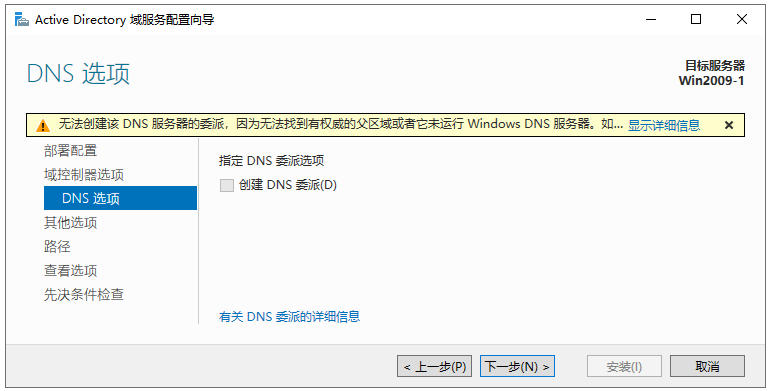 Active Directory 域服务配置向导
DNS 选项
目标服务器
Win2009-1
无法创建该 DNS 服务器的委派，因为无法找到有权威的父区域或者它未运行 Windows DNS 服务器。如... 显示详细信息
部署配置
域控制器选项
DNS 选项
其他选项
路径
查看选项
先决条件检查
指定 DNS 委派选项
创建 DNS 委派(D)
有关 DNS 委派的详细信息
< 上一步(P) 下一步(N) > 安装(I) 取消